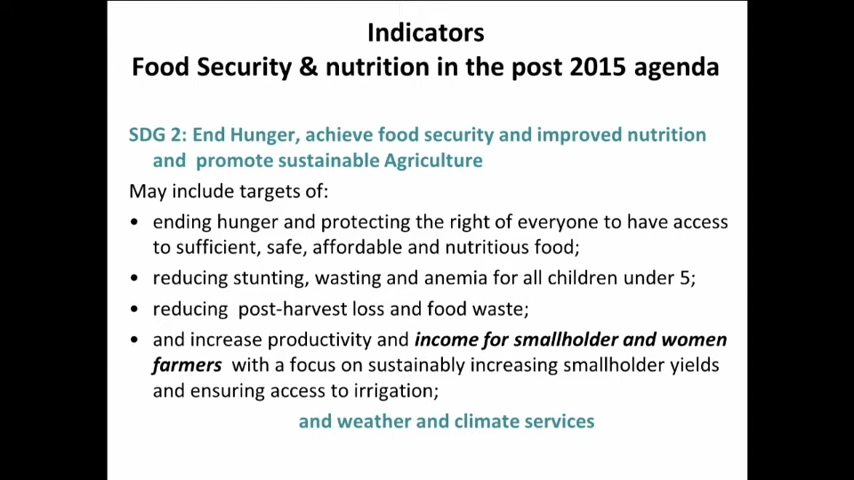 Indicators
Food Security & nutrition in the post 2015 agenda
SDG 2: End Hunger, achieve food security and improved nutrition
and promote sustainable Agriculture
May include targets of:
• ending hunger and protecting the right of everyone to have access
to sufficient, safe, affordable and nutritious food;
• reducing stunting, wasting and anemia for all children under 5;
• reducing post-harvest loss and food waste;
• and increase productivity and income for smallholder and women
farmers with a focus on sustainably increasing smallholder yields
and ensuring access to irrigation;
and weather and climate services